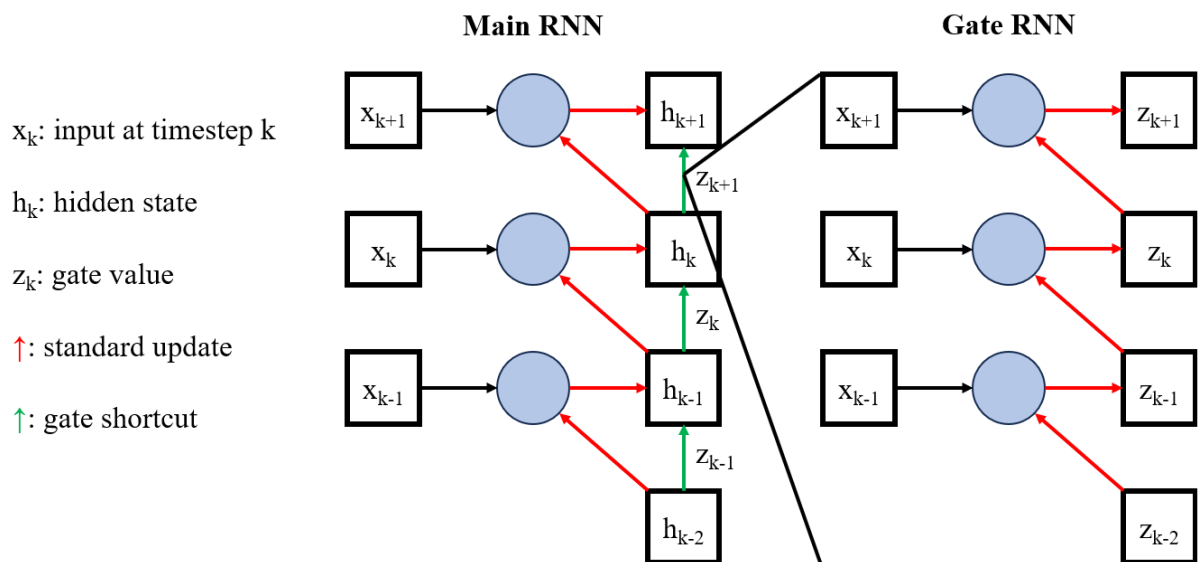 Main RNN
Gate RNN
xₖ: input at timestep k
hₖ: hidden state
zₖ: gate value
↑: standard update
↑: gate shortcut
xₖ₊₁
hₖ₊₁
zₖ₊₁
xₖ
hₖ
zₖ
xₖ₋₁
hₖ₋₁
zₖ₋₁
hₖ₋₂
xₖ₊₁
zₖ₊₁
xₖ
zₖ
xₖ₋₁
zₖ₋₁
zₖ₋₂